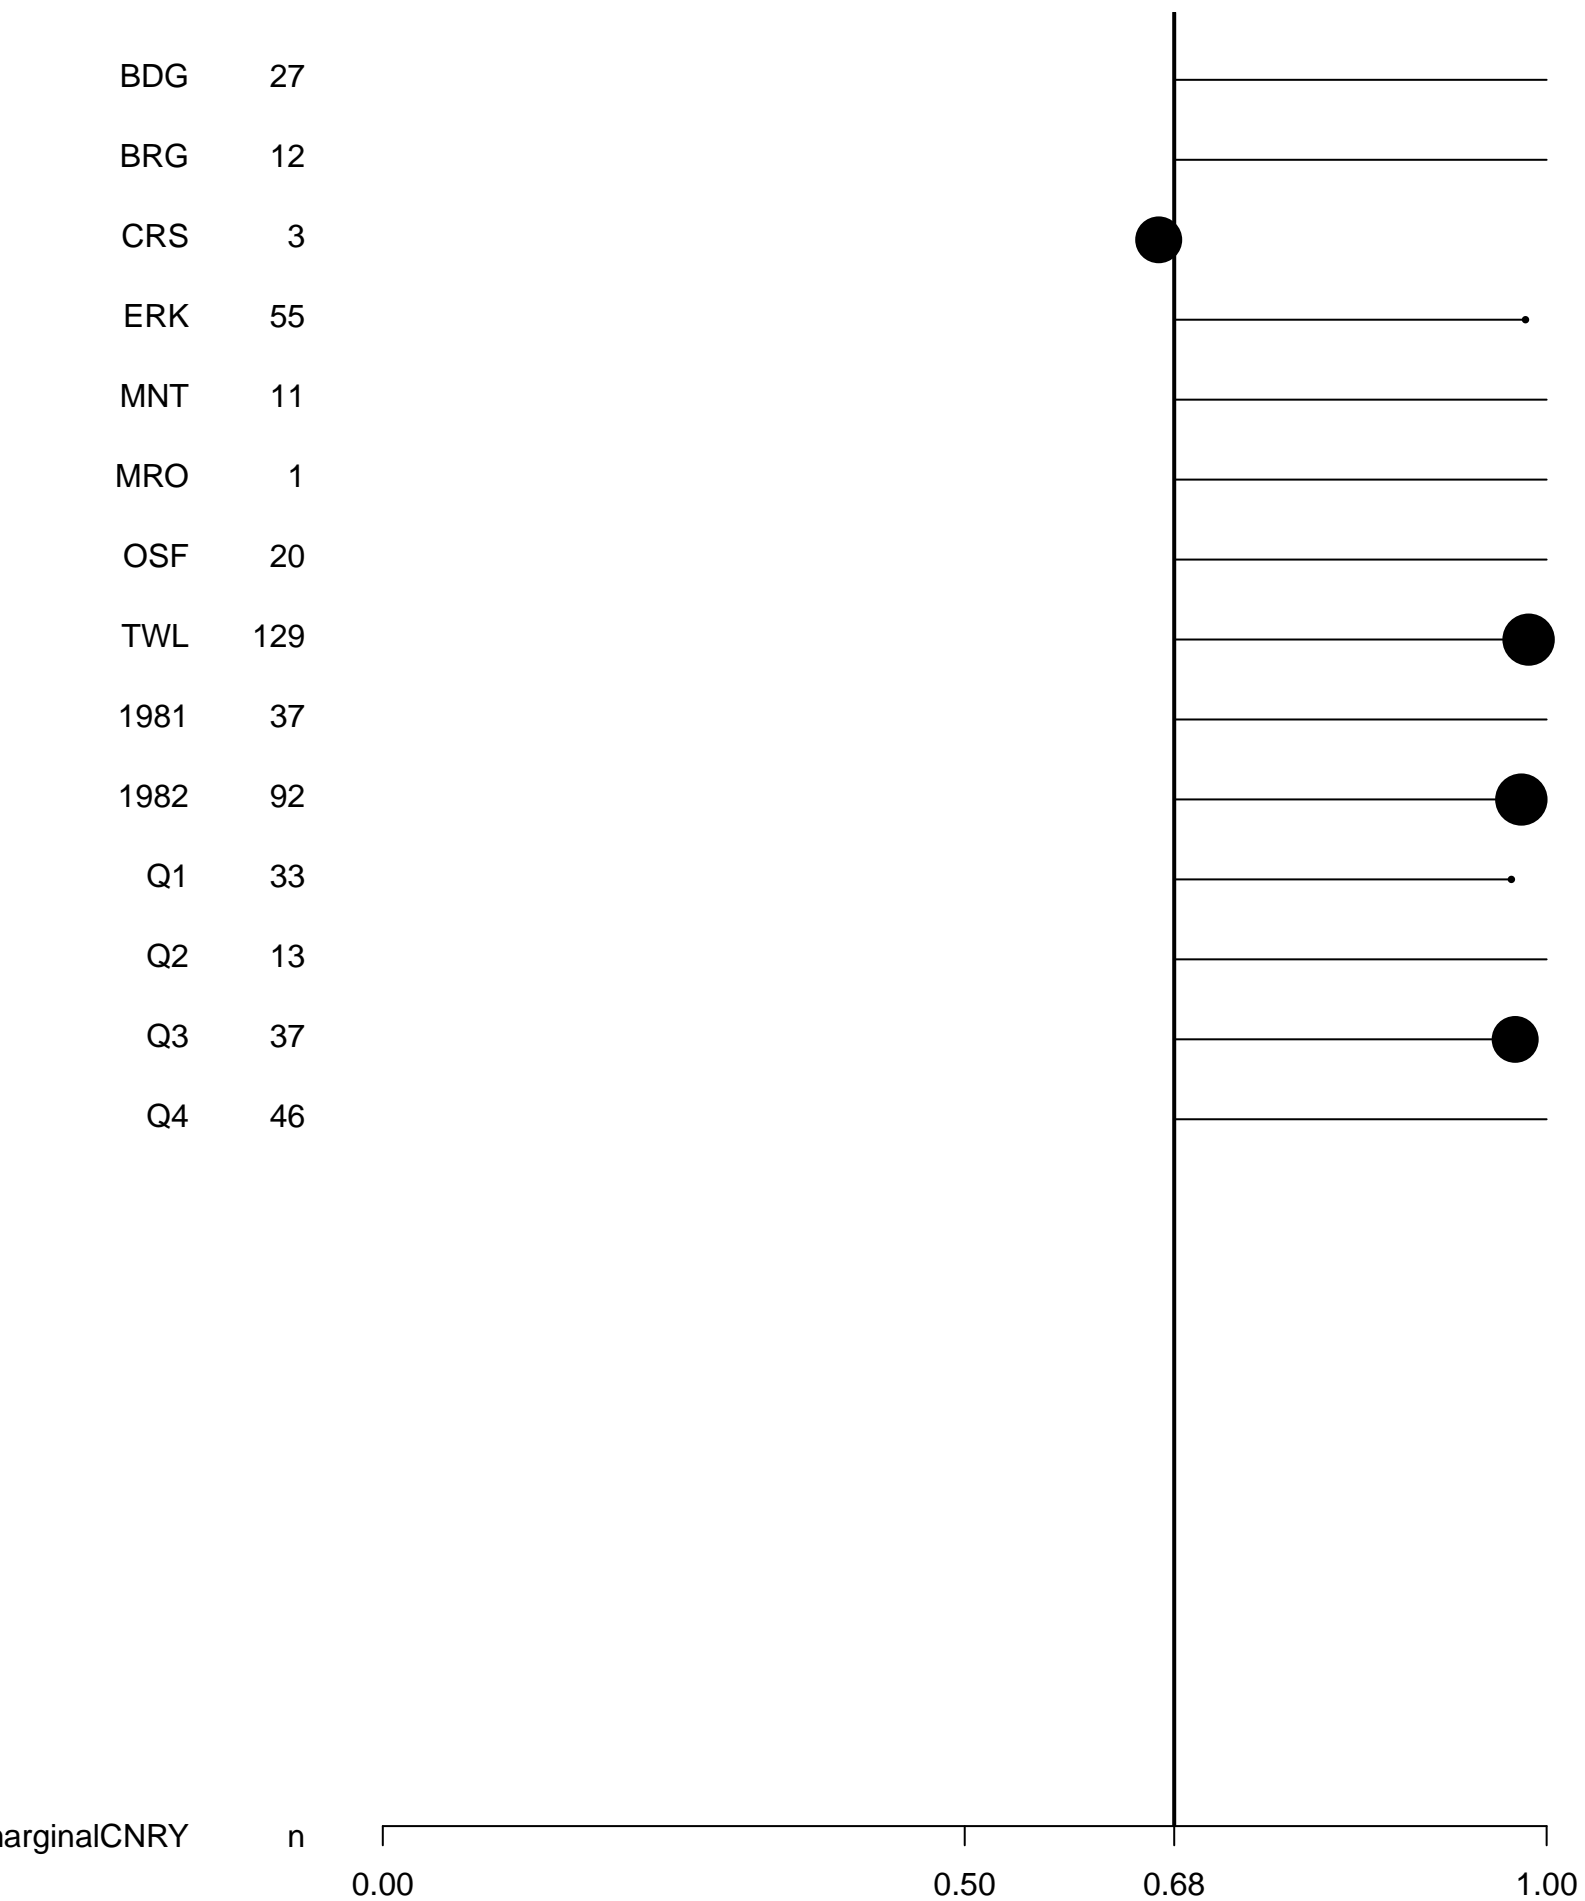 BDG 27
BRG 12
CRS 3
ERK 55
MNT 11
MRO 1
OSF 20
TWL 129
1981 37
1982 92
Q1 33
Q2 13
Q3 37
Q4 46
arginalCNRY n
0.00 0.50 0.68 1.00